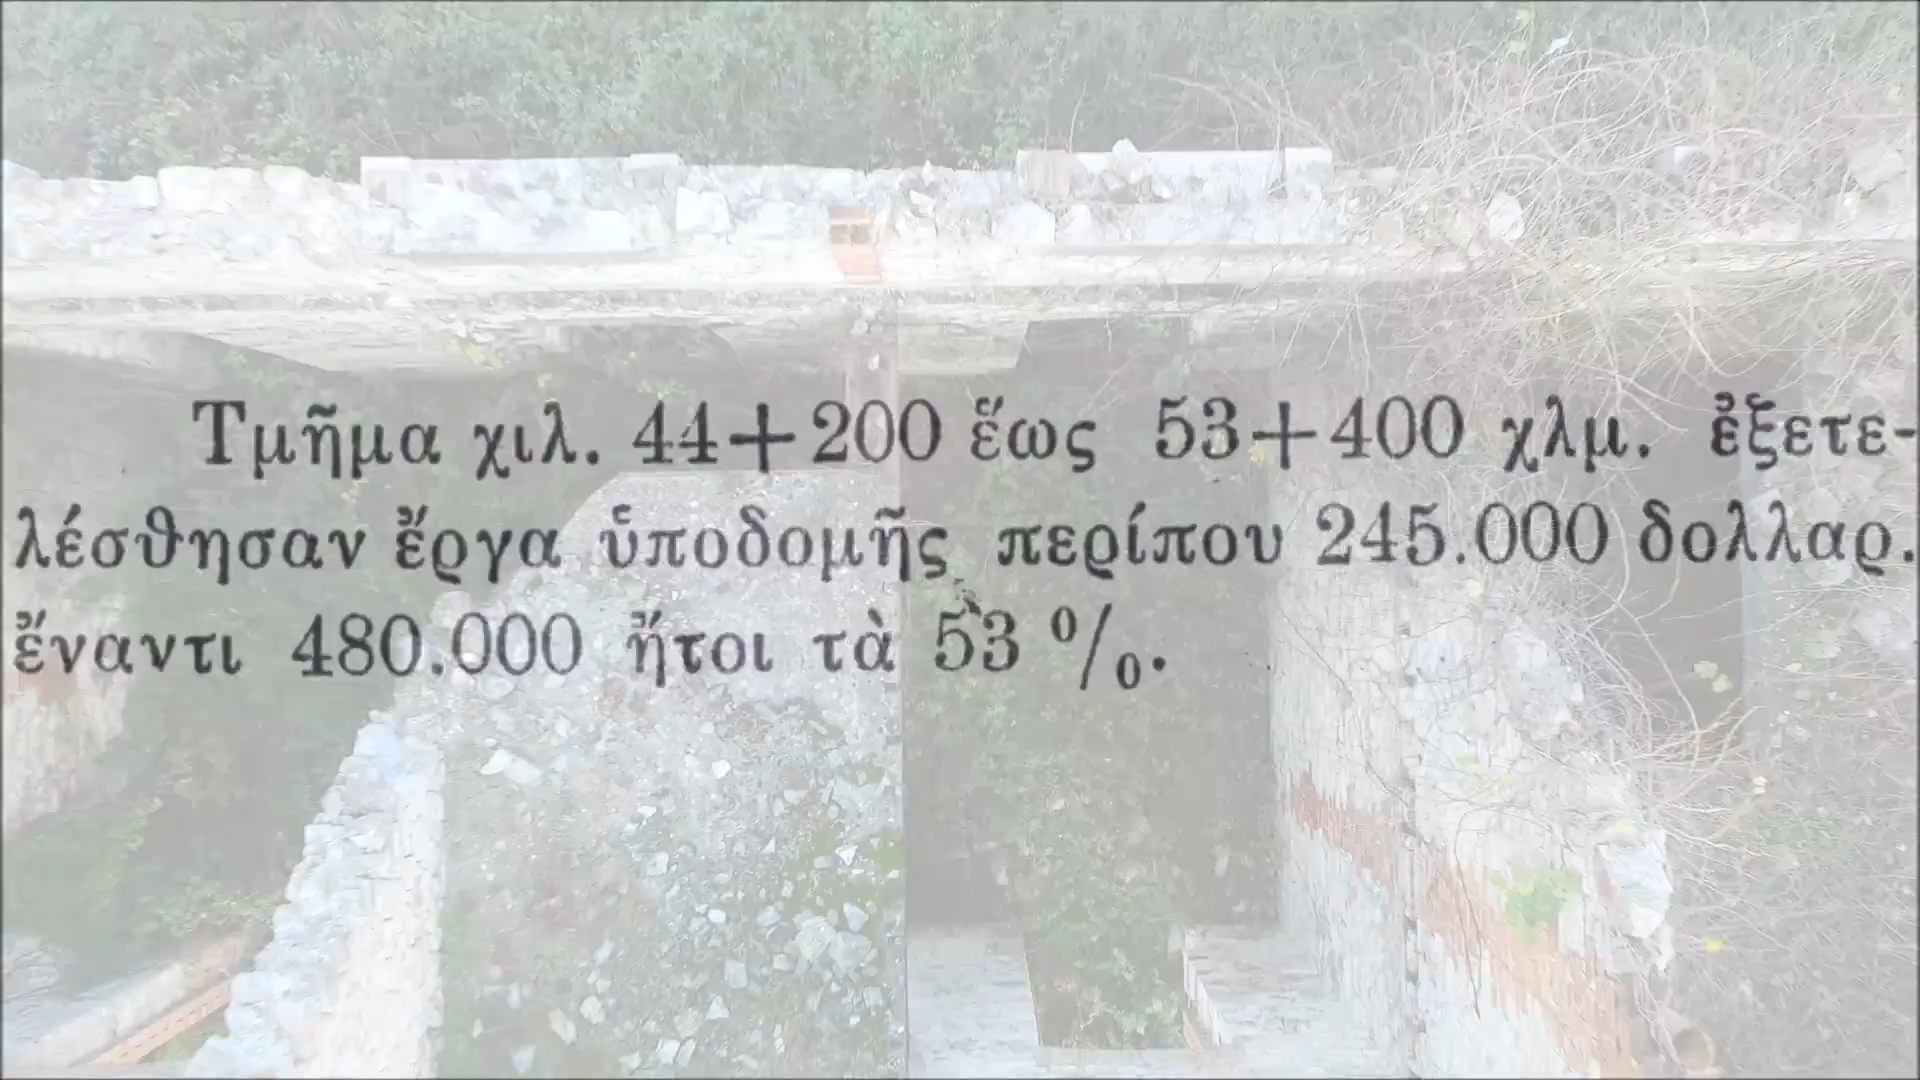 Τμῆμα χιλ. 44+200 ἕως 53+400 χλμ. ἐξετε-
λέσθησαν ἔργα ὑποδομῆς περίπου 245.000 δολλαρ.
ἔναντι 480.000 ἤτοι τὰ 53 %.